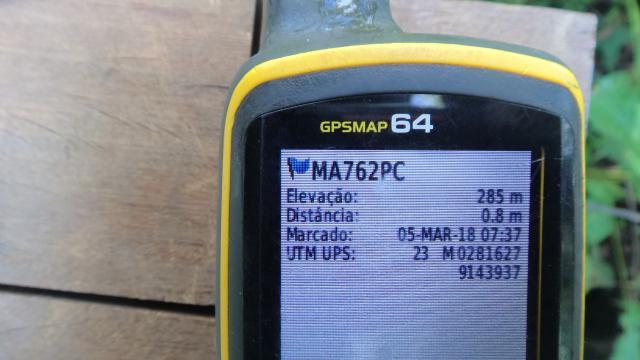 GPSMAP 64
MA762PC
Elevação: 285 m
Distância: 0.8 m
Marcado: 05-MAR-18 07:37
UTM UPS: 23 M 0281627
9143937